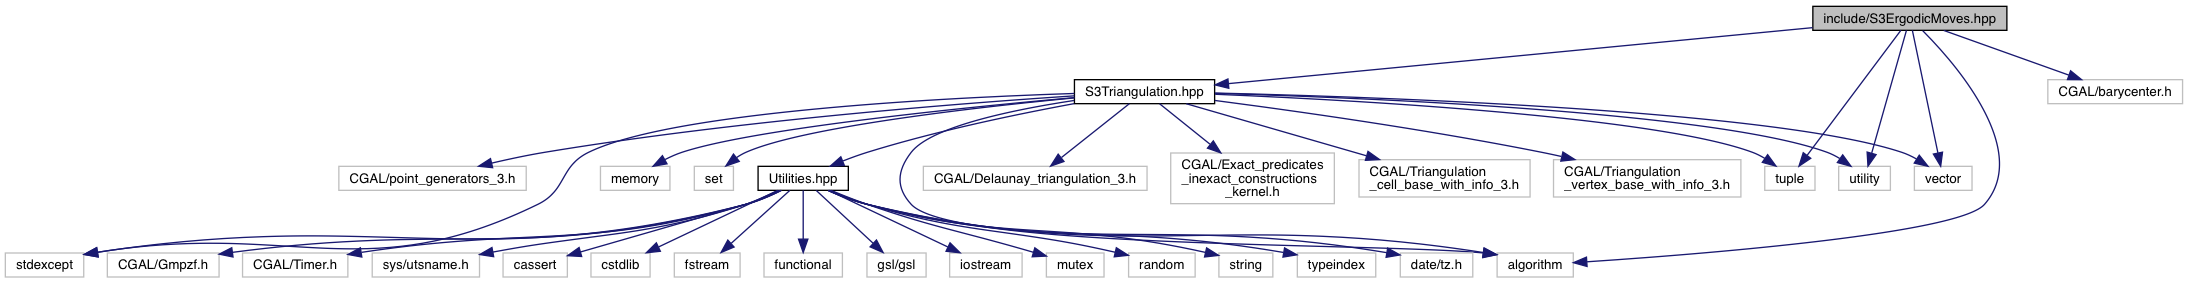 include/S3ErgodicMoves.hpp
S3Triangulation.hpp
CGAL/barycenter.h
CGAL/point_generators_3.h
memory
set
Utilities.hpp
CGAL/Delaunay_triangulation_3.h
CGAL/Exact_predicates
_inexact_constructions
_kernel.h
CGAL/Triangulation
_cell_base_with_info_3.h
CGAL/Triangulation
_vertex_base_with_info_3.h
tuple
utility
vector
stdexcept
CGAL/Gmpzf.h
CGAL/Timer.h
sys/utsname.h
cassert
cstdlib
fstream
functional
gsl/gsl
iostream
mutex
random
string
typeindex
date/tz.h
algorithm